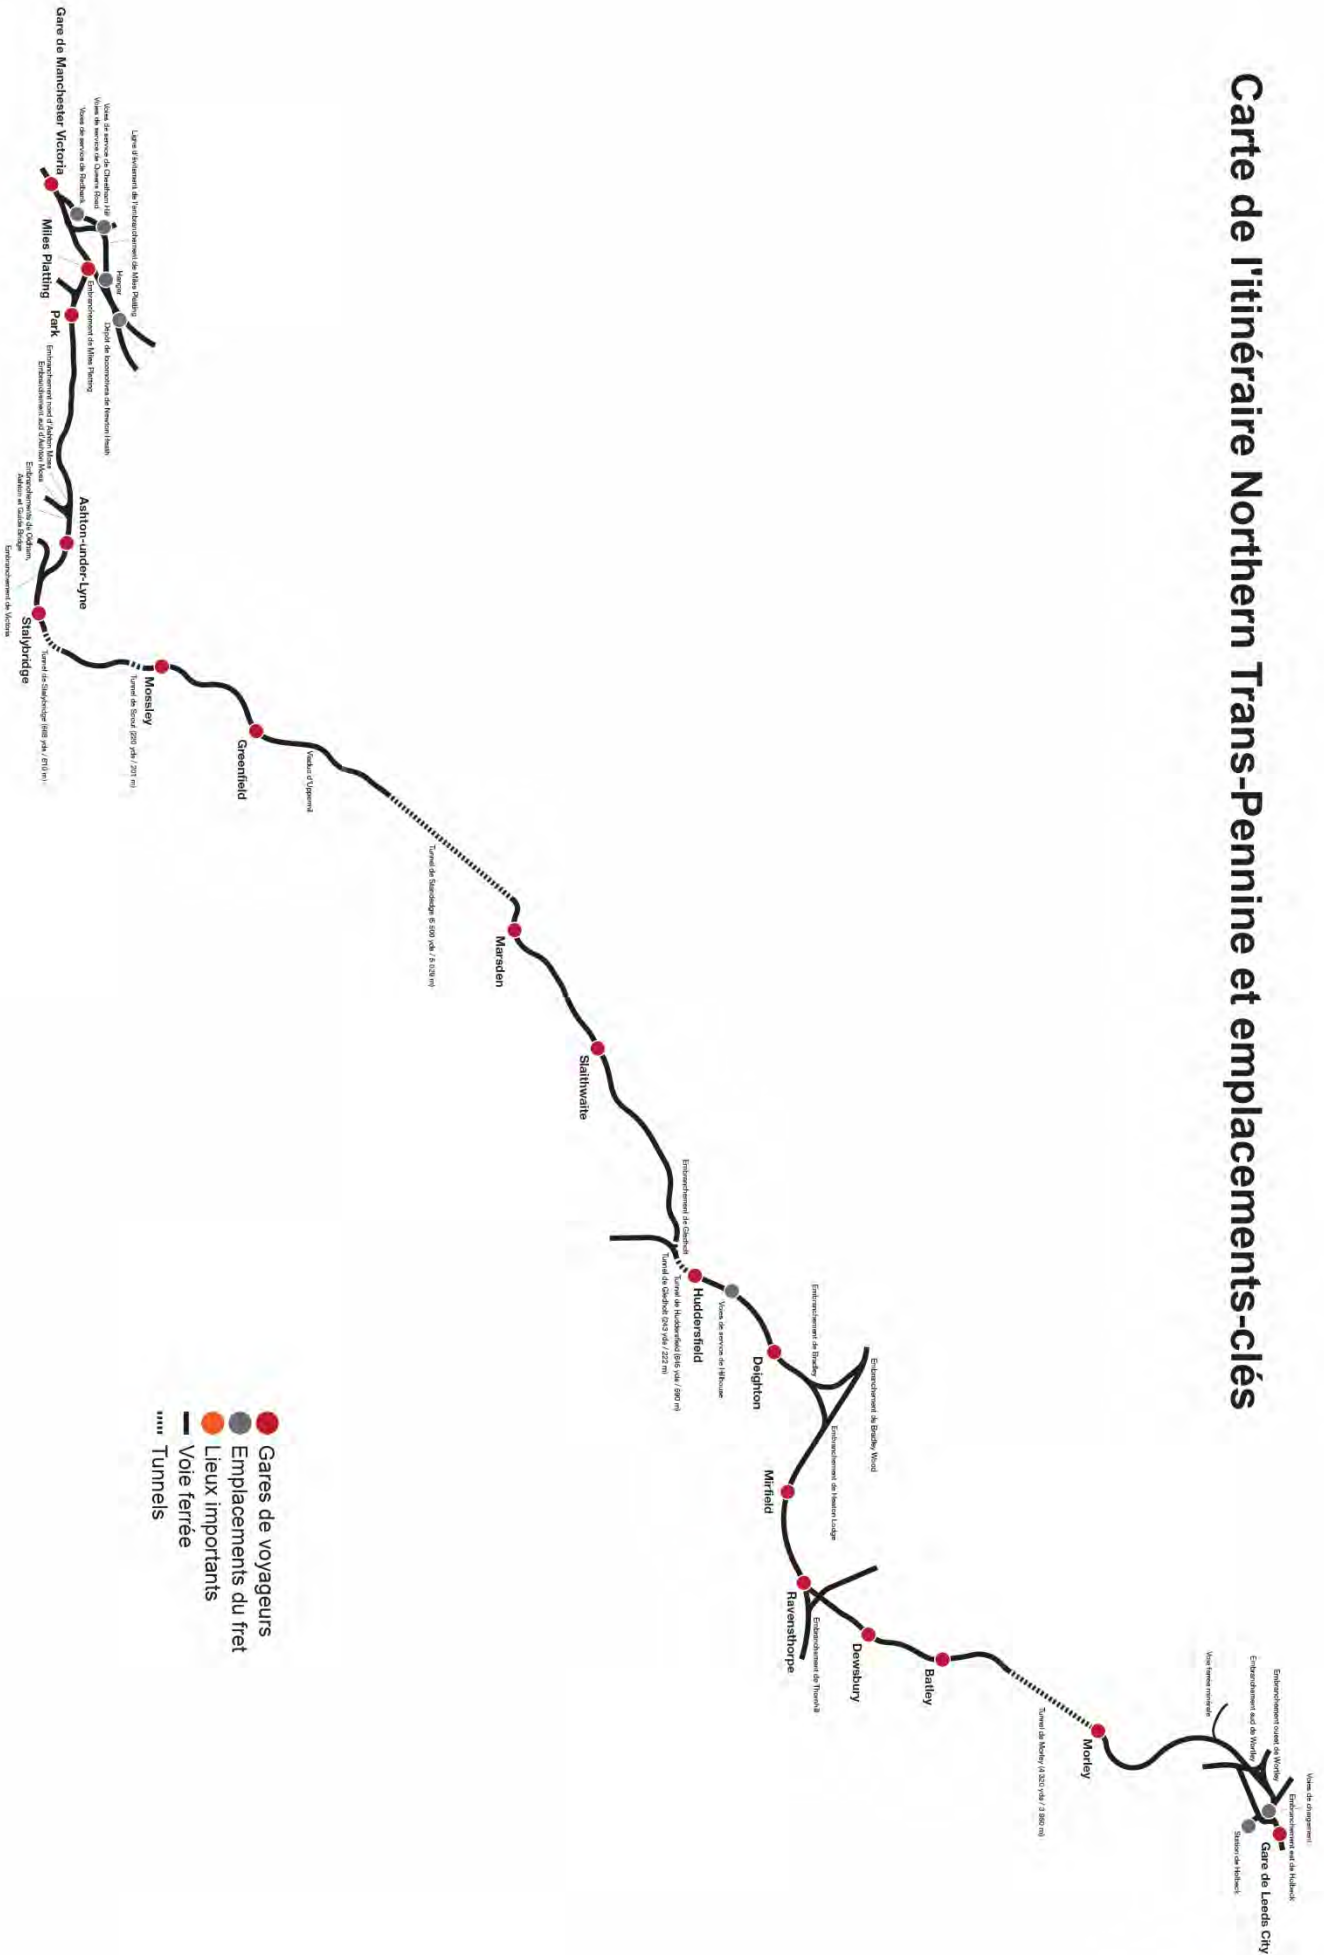 Carte de l'itinéraire Northern Trans-Pennine et emplacements-clés
Gare de Manchester Victoria
Voies de service de Cheetham Hill
Voies de service de Queens Road
Voies de service de Redbank
Ligne d'évitement de l'embranchement de Miles Platting
Hangar
Dépôt de locomotives de Newton Heath
Embranchement de Miles Platting
Miles Platting
Park
Embranchement nord d'Ashton Moss
Embranchement sud d'Ashton Moss
Ashton-under-Lyne
Embranchements de Oldham,
Ashton et Guide Bridge
Embranchement de Victoria
Stalybridge
Tunnel de Stalybridge
Tunnel de Scout (220 yds / 201 m)
Mossley
Greenfield
Viaduc d'Uppermill
Tunnel de Standedge (5 500 yds / 5 029 m)
Marsden
Slaithwaite
Embranchement de Gledholt
Tunnel de Gledholt (243 yds / 222 m)
Tunnel de Huddersfield
Huddersfield
Voies de service de Hillhouse
Deighton
Embranchement de Bradley
Embranchement de Bradley Wood
Embranchement de Heaton Lodge
Mirfield
Ravensthorpe
Embranchement de Thornhill
Dewsbury
Batley
Tunnel de Morley
Morley
Voie ferrée minérale
Embranchement sud de Wortley
Embranchement ouest de Wortley
Voies de chargement
Embranchement est de Holbeck
Gare de Leeds City
Station de Holbeck
Gares de voyageurs
Emplacements du fret
Lieux importants
Voie ferrée
Tunnels